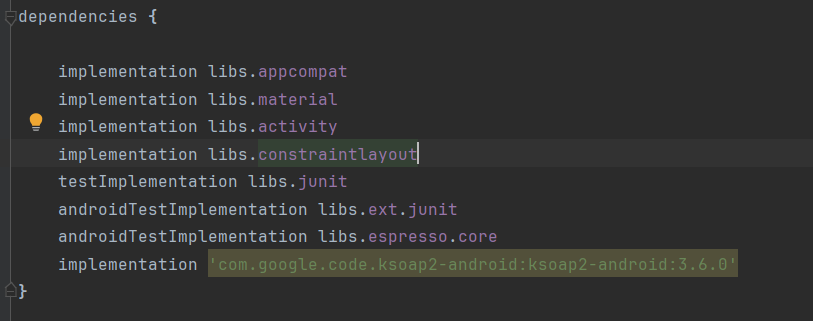 dependencies {
implementation libs.appcompat
implementation libs.material
implementation libs.activity
implementation libs.constraintlayout
testImplementation libs.junit
androidTestImplementation libs.ext.junit
androidTestImplementation libs.espresso.core
implementation 'com.google.code.ksoap2-android:ksoap2-android:3.6.0'
}